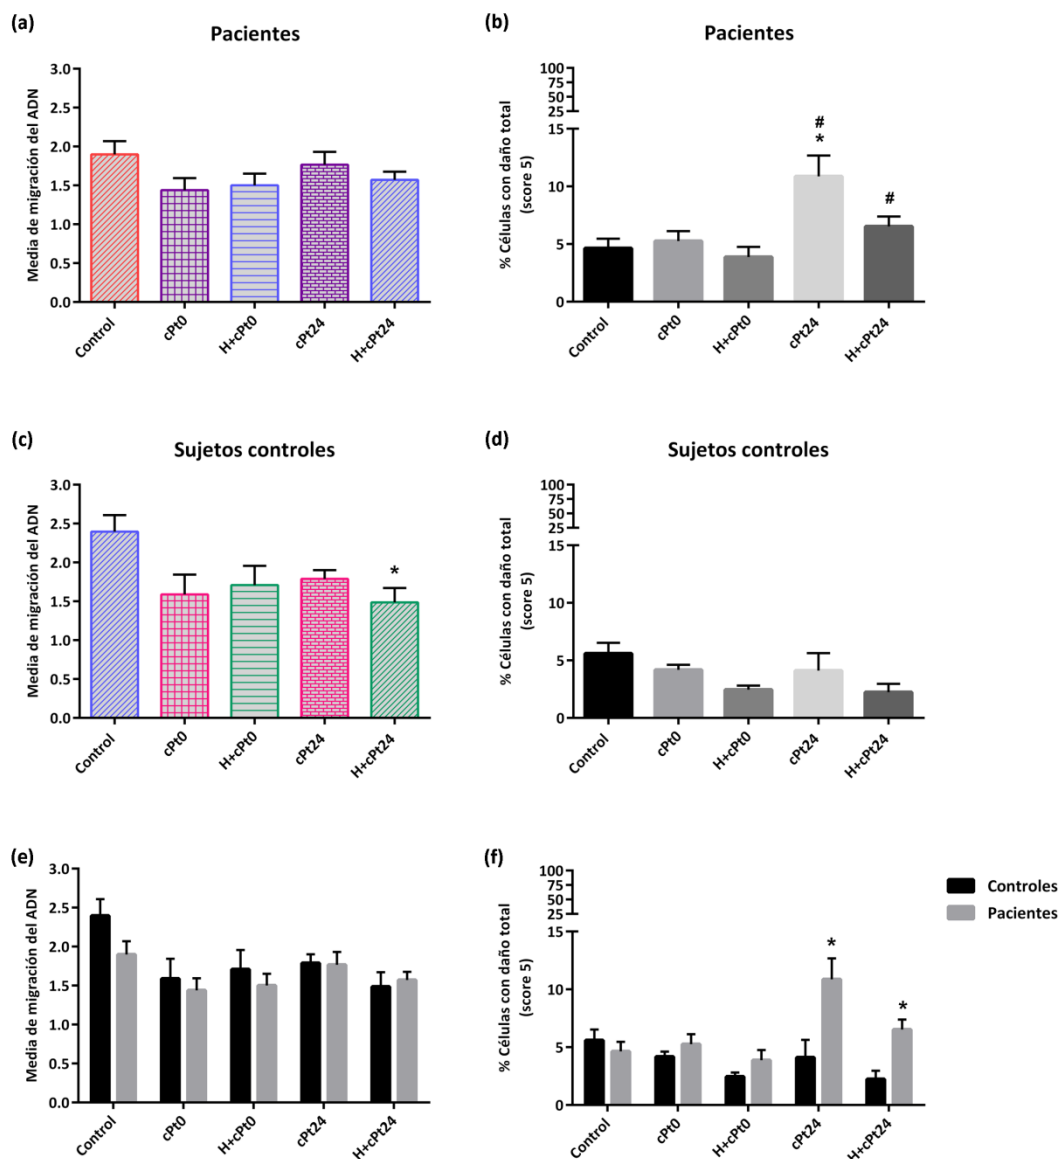 (a)
Pacientes
Media de migración del ADN
3.0
2.5
2.0
1.5
1.0
0.5
0.0
Control
cPt0
H+cPt0
cPt24
H+cPt24
(b)
Pacientes
% Células con daño total
(score 5)
100
75
50
25
15
10
5
0
#
*
#
Control
cPt0
H+cPt0
cPt24
H+cPt24
(c)
Sujetos controles
Media de migración del ADN
3.0
2.5
2.0
1.5
1.0
0.5
0.0
*
Control
cPt0
H+cPt0
cPt24
H+cPt24
(d)
Sujetos controles
% Células con daño total
(score 5)
100
75
50
25
15
10
5
0
Control
cPt0
H+cPt0
cPt24
H+cPt24
(e)
Media de migración del ADN
3.0
2.5
2.0
1.5
1.0
0.5
0.0
Control
cPt0
H+cPt0
cPt24
H+cPt24
(f)
% Células con daño total
(score 5)
100
75
50
25
15
10
5
0
*
*
Control
cPt0
H+cPt0
cPt24
H+cPt24
Controles
Pacientes